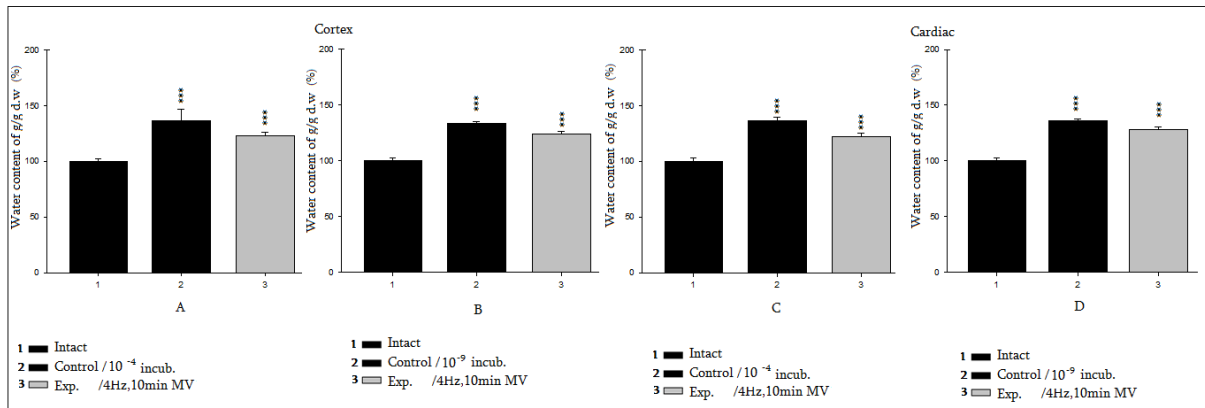 Cortex
Cardiac
Water content of g/g d.w (%)
200
150
100
50
0
***
***
1
2
3
A
1 Intact
2 Control / 10 -4 incub.
3 Exp. /4Hz,10min MV
Water content of g/g d.w (%)
200
150
100
50
0
***
***
1
2
3
B
1 Intact
2 Control / 10-9 incub.
3 Exp. /4Hz,10min MV
Water content of g/g d.w (%)
200
150
100
50
0
***
***
1
2
3
C
1 Intact
2 Control / 10 -4 incub.
3 Exp. /4Hz,10min MV
Water content of g/g d.w (%)
200
150
100
50
0
***
***
1
2
3
D
1 Intact
2 Control / 10-9 incub.
3 Exp. /4Hz,10min MV